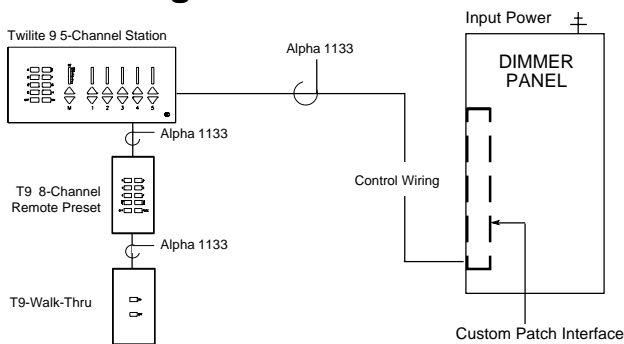 Input Power
Twilite 9 5-Channel Station
Alpha 1133
DIMMER
PANEL
M 1 2 3 4 5
Alpha 1133
T9 8-Channel
Remote Preset
Control Wiring
Alpha 1133
T9-Walk-Thru
Custom Patch Interface